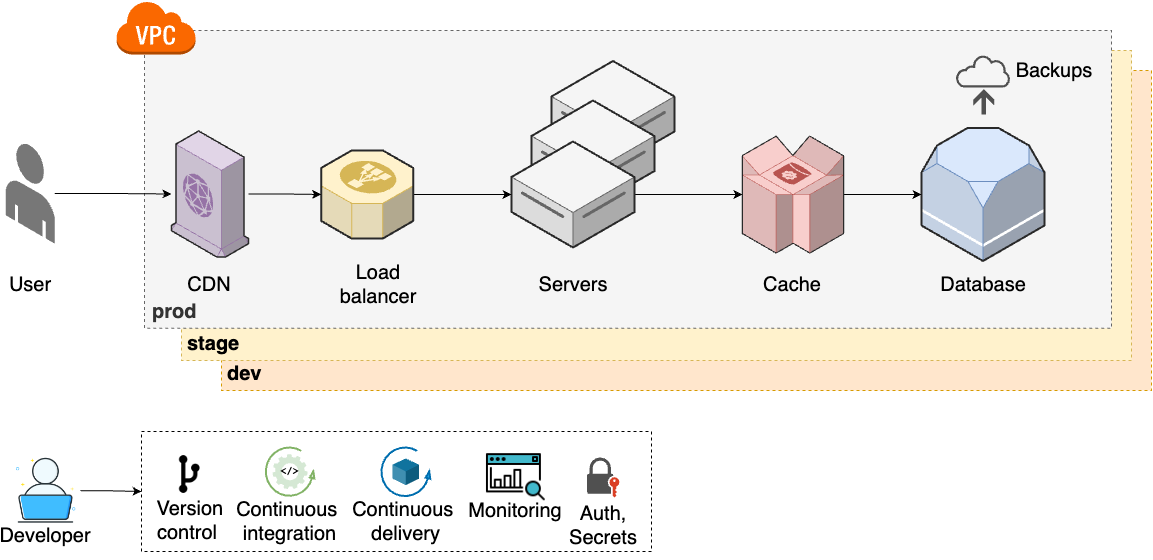 VPC
Backups
User
CDN
Load
balancer
Servers
Cache
Database
prod
stage
dev
Developer
</>
Version
control
Continuous
integration
Continuous
delivery
Monitoring
Auth,
Secrets